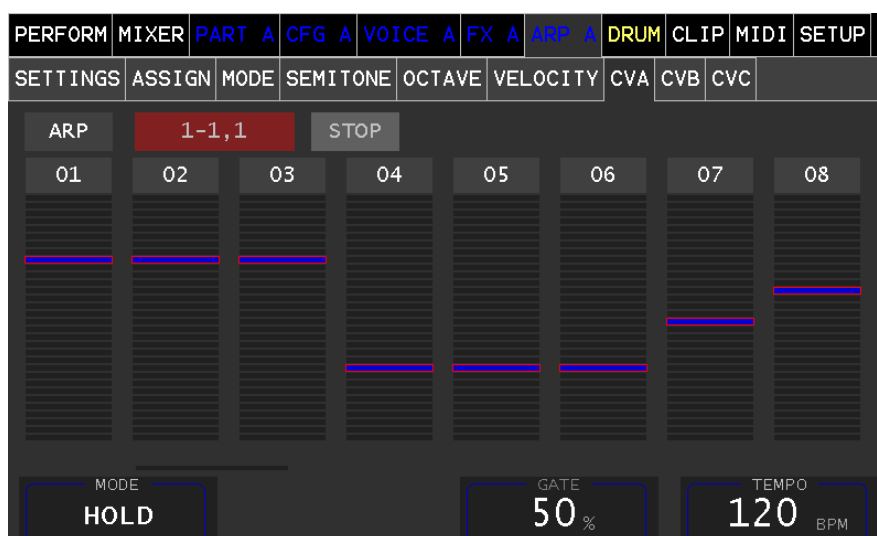 PERFORM MIXER PART A CFG A VOICE A FX A ARP A DRUM CLIP MIDI SETUP
SETTINGS ASSIGN MODE SEMITONE OCTAVE VELOCITY CVA CVB CVC
ARP 1-1,1 STOP
01 02 03 04 05 06 07 08
MODE GATE TEMPO
HOLD 50 % 120 BPM